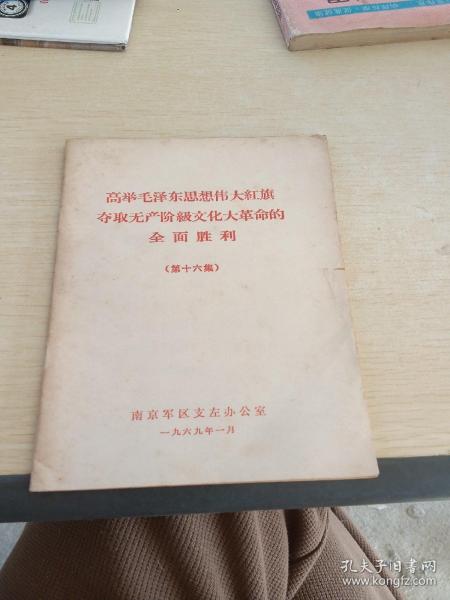 高举毛泽东思想伟大紅旗
夺取无产阶級文化大革命的
全面胜利
(第十六集)
南京军区支左办公室
一九六九年一月
孔夫子旧书网
www.kongfz.com